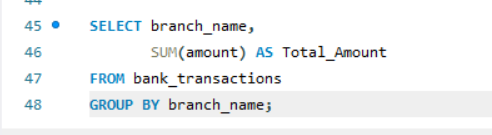 45 SELECT branch_name,
46 SUM(amount) AS Total_Amount
47 FROM bank_transactions
48 GROUP BY branch_name;